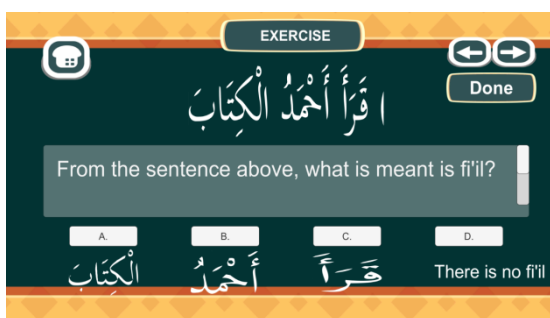 EXERCISE
Done
١ قَرَأَ أَحْمَدُ الْكِتَابَ
From the sentence above, what is meant is fi'il?
A.
B.
C.
D.
الْكِتَابَ
أَحْمَدُ
قَرَأَ
There is no fi'il